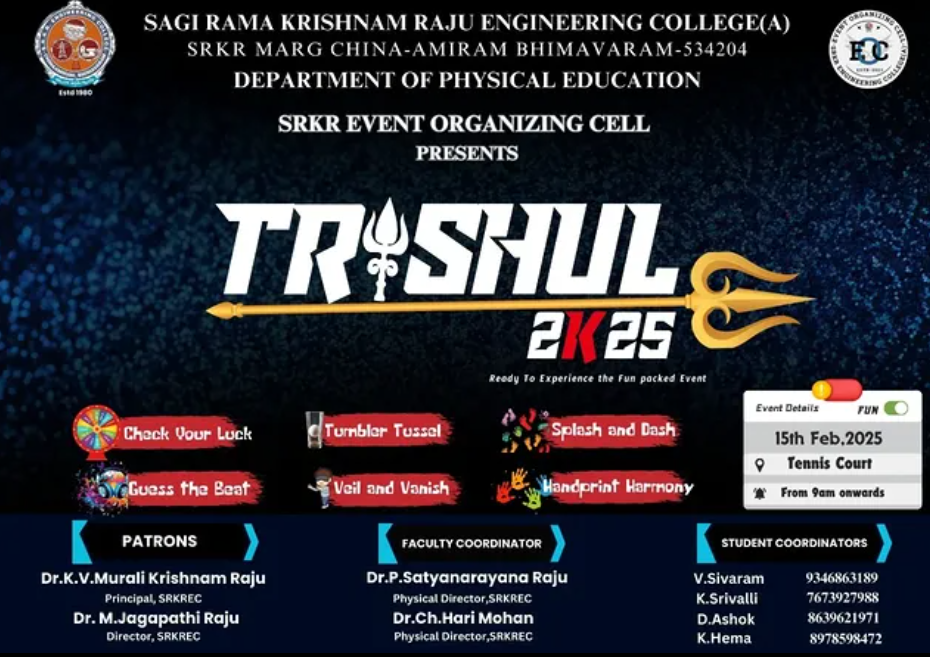 SAGI RAMA KRISHNAM RAJU ENGINEERING COLLEGE(A)
SRKR MARG CHINA-AMIRAM BHIMAVARAM-534204
DEPARTMENT OF PHYSICAL EDUCATION
Estd 1980
EOC
SRKR EVENT ORGANIZING CELL
PRESENTS
TRISHUL
2K25
Ready To Experience the Fun packed Event
Check Your Luck
Tumbler Tussel
Splash and Dash
Guess the Beat
Veil and Vanish
Handprint Harmony
Event Details FUN
15th Feb,2025
Tennis Court
From 9am onwards
PATRONS
Dr.K.V.Murali Krishnam Raju
Principal, SRKREC
Dr. M.Jagapathi Raju
Director, SRKREC
FACULTY COORDINATOR
Dr.P.Satyanarayana Raju
Physical Director,SRKREC
Dr.Ch.Hari Mohan
Physical Director,SRKREC
STUDENT COORDINATORS
V.Sivaram 9346863189
K.Srivalli 7673927988
D.Ashok 8639621971
K.Hema 8978598472